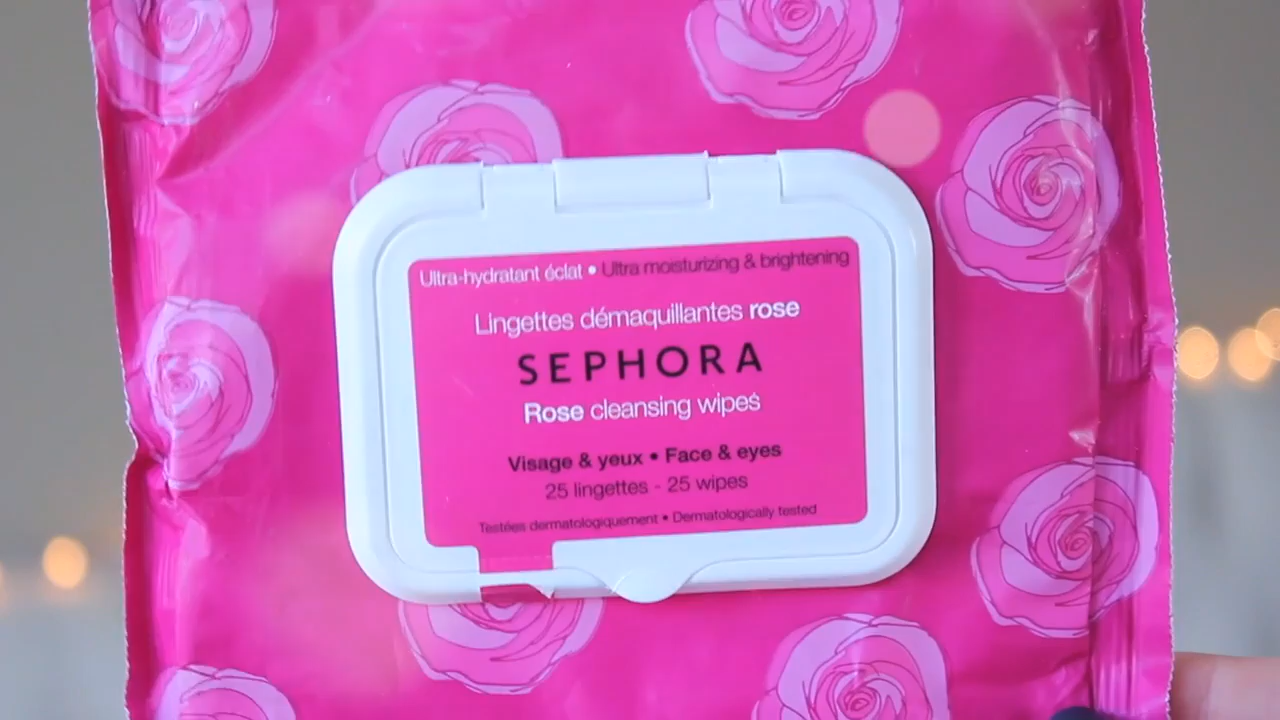 Ultra-hydratant éclat • Ultra moisturizing & brightening
Lingettes démaquillantes rose
SEPHORA
Rose cleansing wipes
Visage & yeux • Face & eyes
25 lingettes - 25 wipes
Testées dermatologiquement • Dermatologically tested